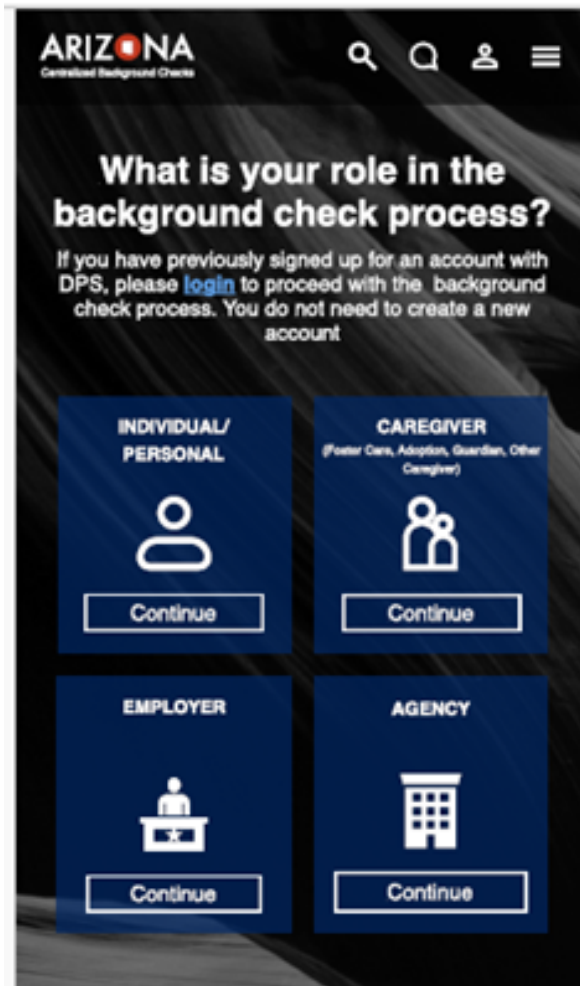 ARIZONA
Centralized Background Checks
What is your role in the
background check process?
If you have previously signed up for an account with
DPS, please login to proceed with the background
check process. You do not need to create a new
account
INDIVIDUAL/
PERSONAL
Continue
CAREGIVER
(Foster Care, Adoption, Guardian, Other
Caregiver)
Continue
EMPLOYER
Continue
AGENCY
Continue